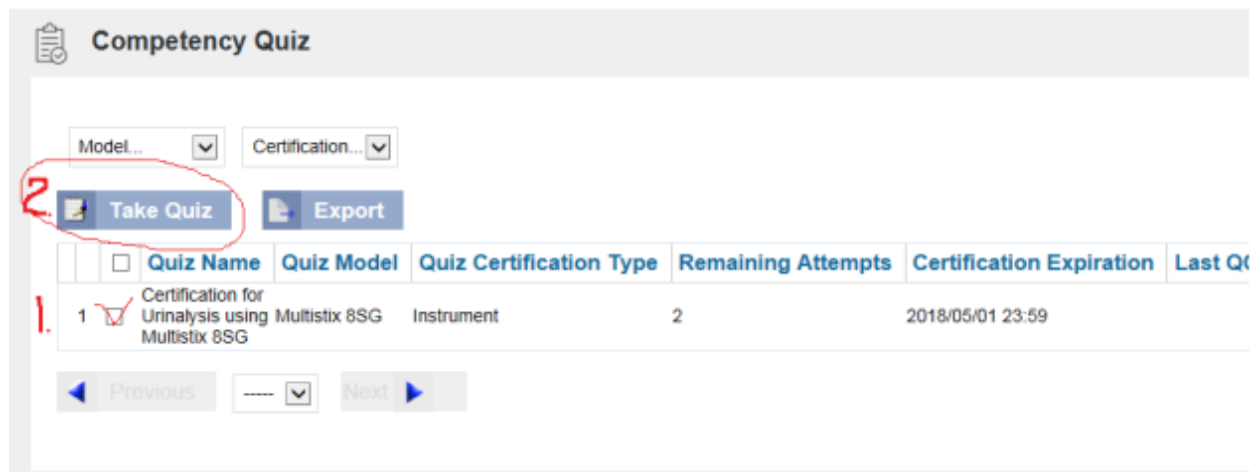 Competency Quiz
Model... Certification...
2. Take Quiz Export
Quiz Name Quiz Model Quiz Certification Type Remaining Attempts Certification Expiration Last QC
1. 1 Certification for
Urinalysis using Multistix 8SG Instrument 2 2018/05/01 23:59
Multistix 8SG
Previous ----- Next